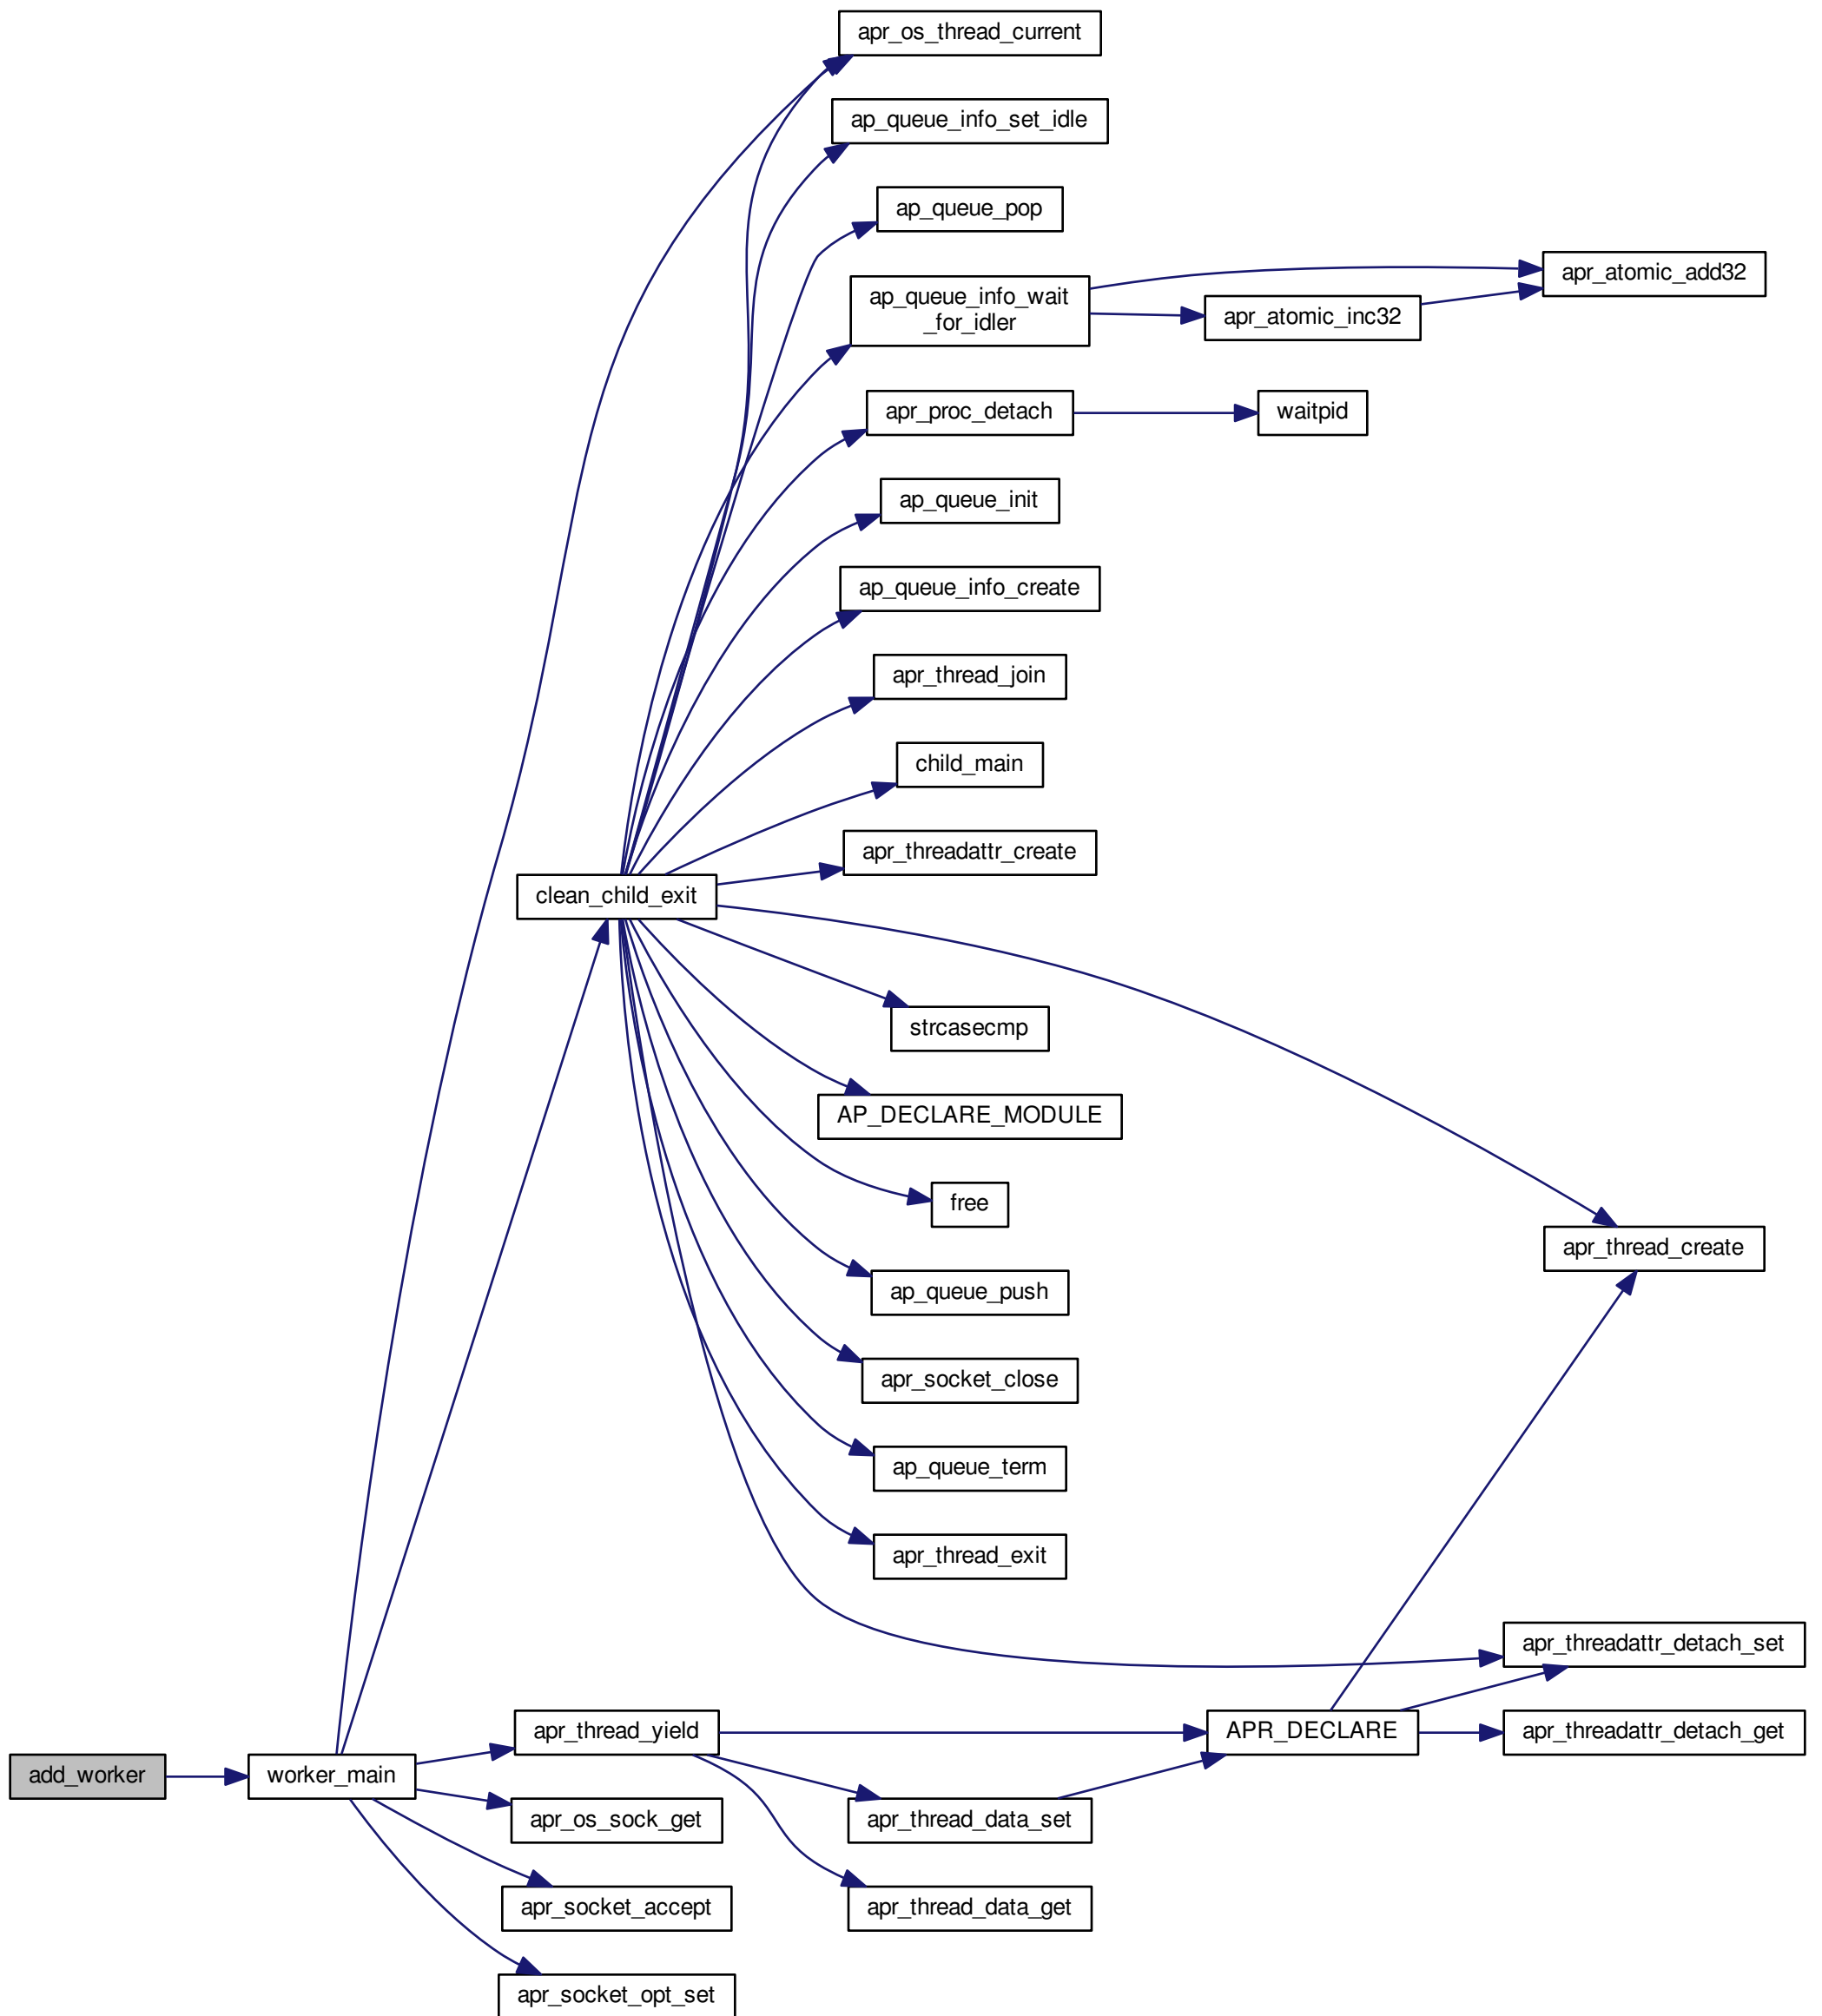 apr_os_thread_current
ap_queue_info_set_idle
ap_queue_pop
ap_queue_info_wait
_for_idler
apr_atomic_add32
apr_atomic_inc32
apr_proc_detach
waitpid
ap_queue_init
ap_queue_info_create
apr_thread_join
child_main
apr_threadattr_create
clean_child_exit
strcasecmp
AP_DECLARE_MODULE
free
apr_thread_create
ap_queue_push
apr_socket_close
ap_queue_term
apr_thread_exit
apr_threadattr_detach_set
apr_thread_yield
APR_DECLARE
apr_threadattr_detach_get
add_worker
worker_main
apr_os_sock_get
apr_thread_data_set
apr_socket_accept
apr_thread_data_get
apr_socket_opt_set